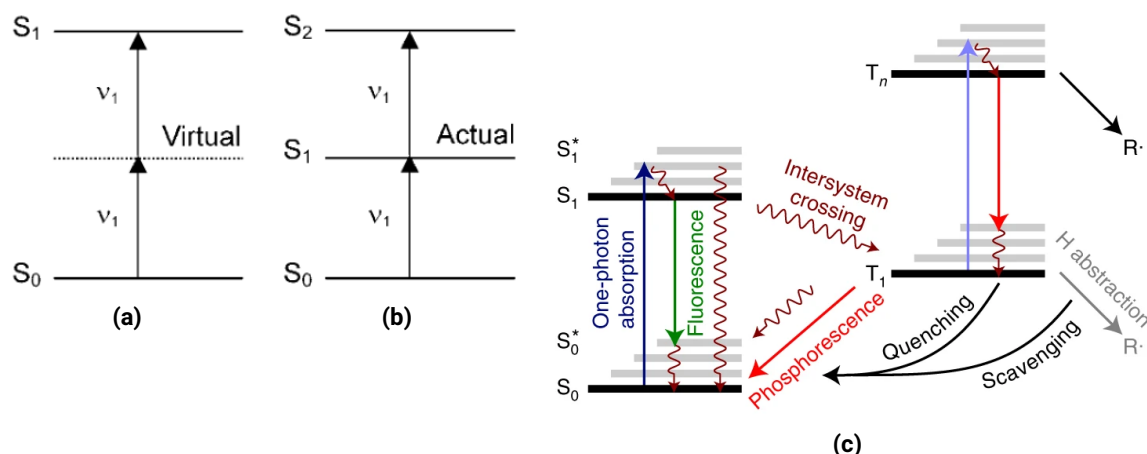 S1
ν1
Virtual
ν1
S0
(a)
S2
ν1
S1
Actual
ν1
S0
(b)
S1*
S1
One-photon
absorption
Fluorescence
S0*
S0
Intersystem
crossing
Phosphorescence
Tn
R·
T1
H abstraction
R·
Quenching
Scavenging
(c)